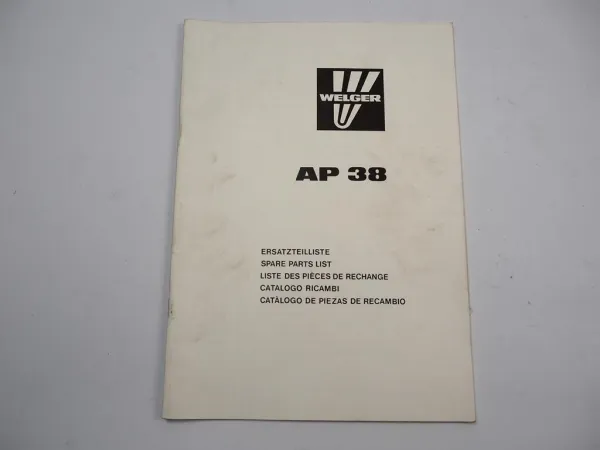 WELGER
AP 38
ERSATZTEILLISTE
SPARE PARTS LIST
LISTE DES PIÈCES DE RECHANGE
CATALOGO RICAMBI
CATÁLOGO DE PIEZAS DE RECAMBIO